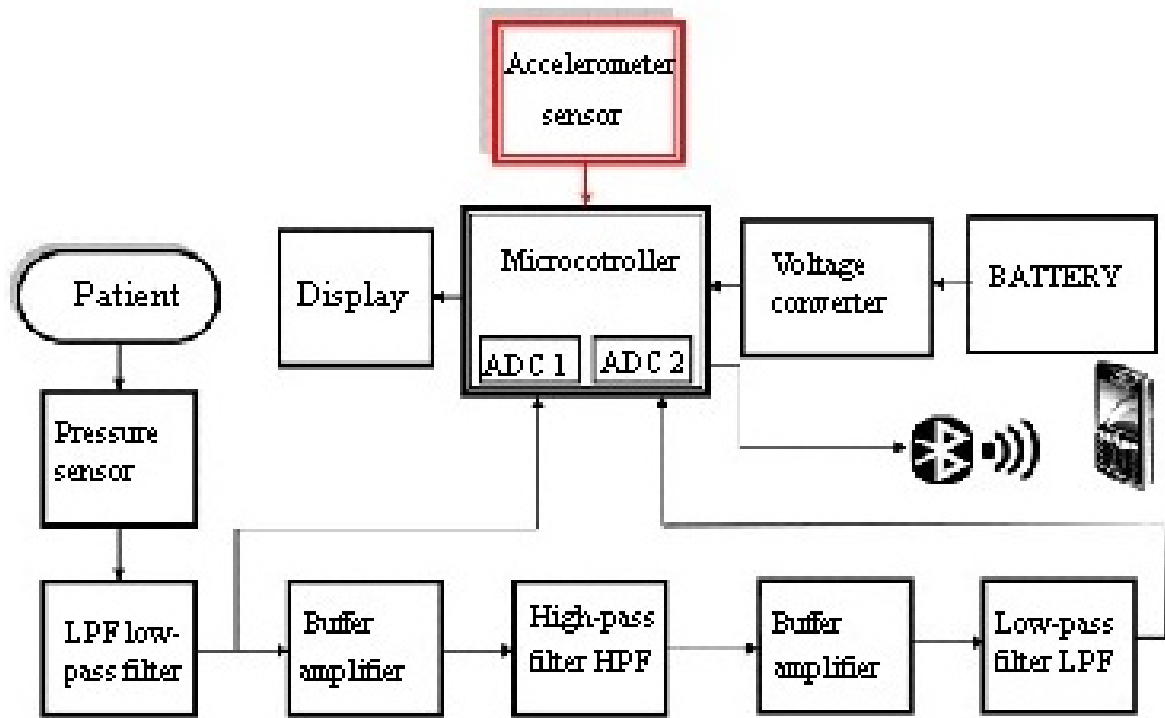 Accelerometer
sensor
Microcotroller
ADC 1
ADC 2
Voltage
converter
BATTERY
Display
Patient
Pressure
sensor
LPF low-
pass filter
Buffer
amplifier
High-pass
filter HPF
Buffer
amplifier
Low-pass
filter LPF